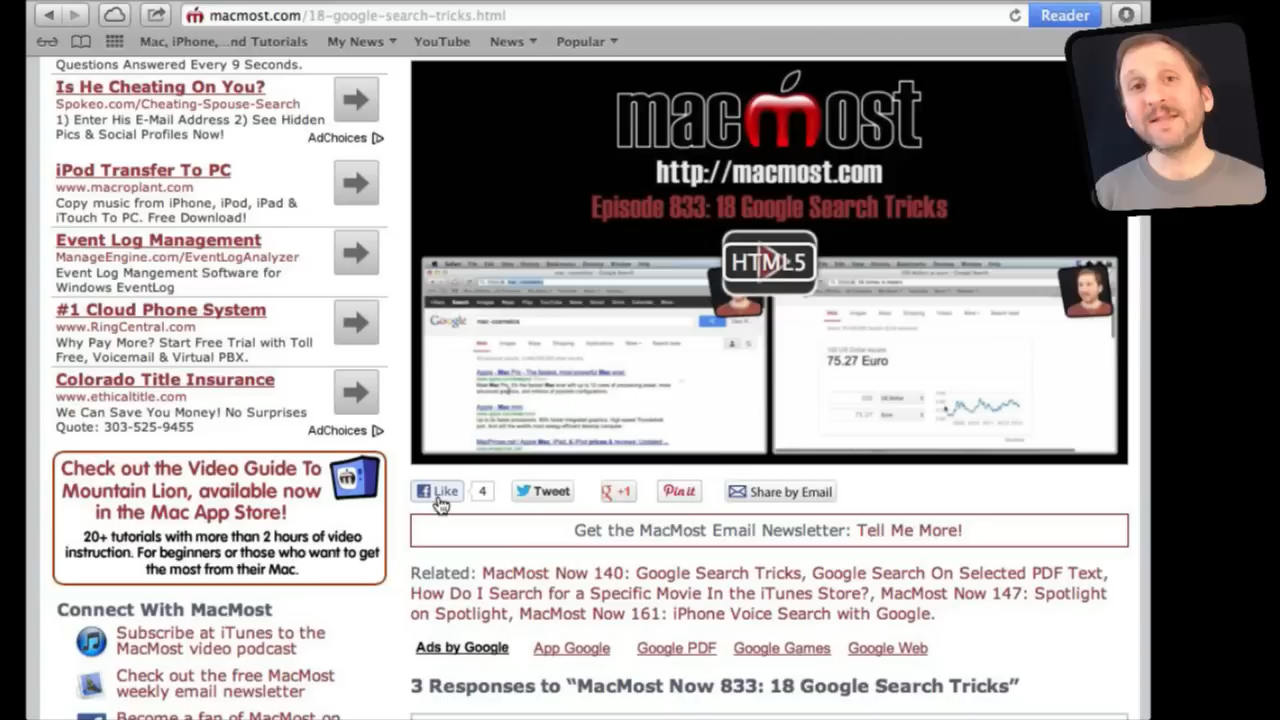 macmost.com/18-google-search-tricks.html
Reader
Mac, iPhone,...nd Tutorials
My News
YouTube
News
Popular
Questions Answered Every 9 Seconds.
Is He Cheating On You?
Spokeo.com/Cheating-Spouse-Search
1) Enter His E-Mail Address 2) See Hidden
Pics & Social Profiles Now!
AdChoices
iPod Transfer To PC
www.macroplant.com
Copy music from iPhone, iPod, iPad &
iTouch To PC. Free Download!
Event Log Management
ManageEngine.com/EventLogAnalyzer
Event Log Mangement Software for
Windows EventLog
#1 Cloud Phone System
www.RingCentral.com
Why Pay More? Start Free Trial with Toll
Free, Voicemail & Virtual PBX.
Colorado Title Insurance
www.ethicaltitle.com
We Can Save You Money! No Surprises
Quote: 303-525-9455
AdChoices
Check out the Video Guide To
Mountain Lion, available now
in the Mac App Store!
20+ tutorials with more than 2 hours of video
instruction. For beginners or those who want to get
the most from their Mac.
Connect With MacMost
Subscribe at iTunes to the
MacMost video podcast
Check out the free MacMost
weekly email newsletter
Become a fan of MacMost on
macmost
http://macmost.com
Episode 833: 18 Google Search Tricks
HTML5
Google
75.27 Euro
Like
4
Tweet
+1
Pin it
Share by Email
Get the MacMost Email Newsletter: Tell Me More!
Related: MacMost Now 140: Google Search Tricks, Google Search On Selected PDF Text,
How Do I Search for a Specific Movie In the iTunes Store?, MacMost Now 147: Spotlight
on Spotlight, MacMost Now 161: iPhone Voice Search with Google.
Ads by Google
App Google
Google PDF
Google Games
Google Web
3 Responses to “MacMost Now 833: 18 Google Search Tricks”